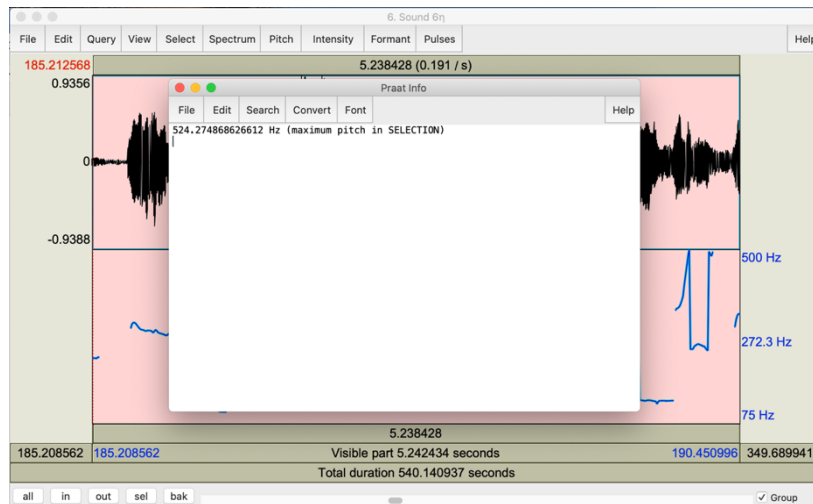 6. Sound 6η
File Edit Query View Select Spectrum Pitch Intensity Formant Pulses Help
185.212568 5.238428 (0.191 / s)
0.9356
Praat Info
File Edit Search Convert Font Help
524.274868626612 Hz (maximum pitch in SELECTION)
0
-0.9388
500 Hz
272.3 Hz
75 Hz
5.238428
185.208562 185.208562 Visible part 5.242434 seconds 190.450996 349.689941
Total duration 540.140937 seconds
all in out sel bak Group